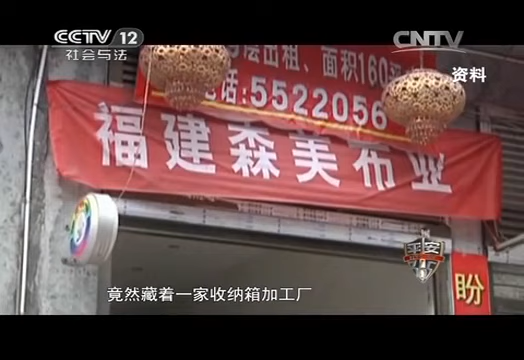 CCTV 12
社会与法
CNTV
资料
层出租、面积160
话:5522056
福建森美布业
平安
盼
竟然藏着一家收纳箱加工厂